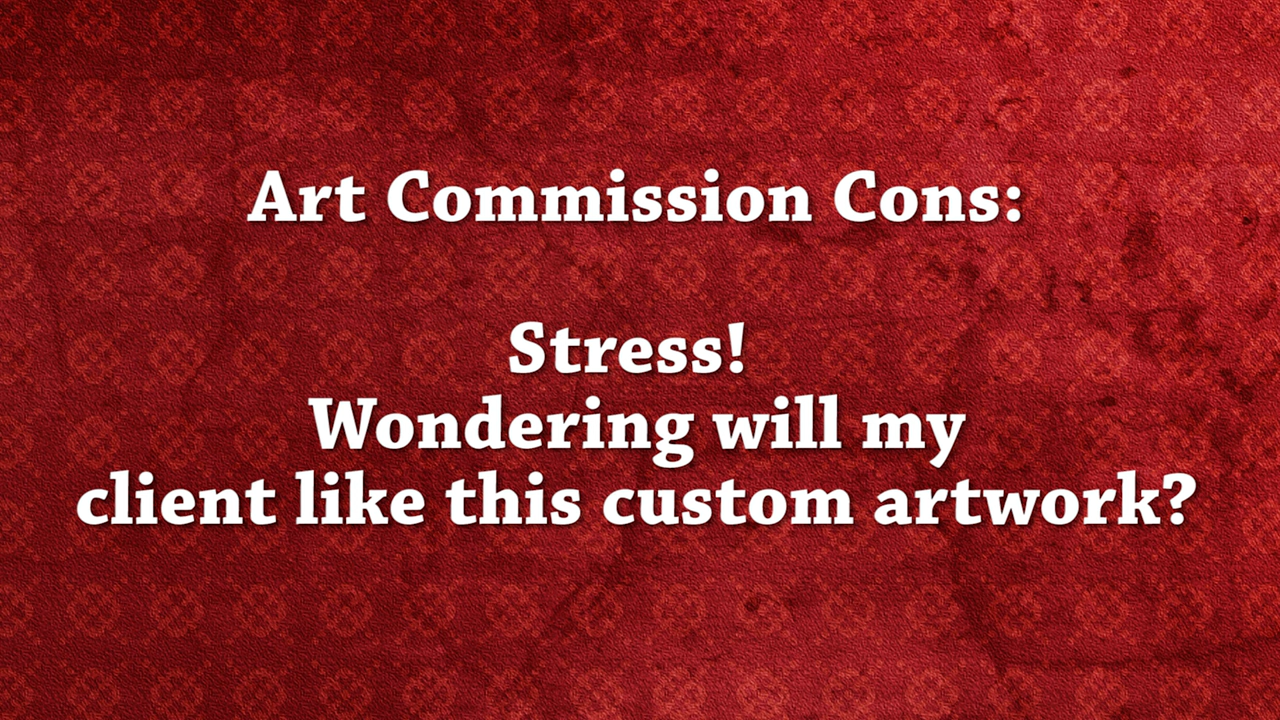 Art Commission Cons:
Stress!
Wondering will my
client like this custom artwork?